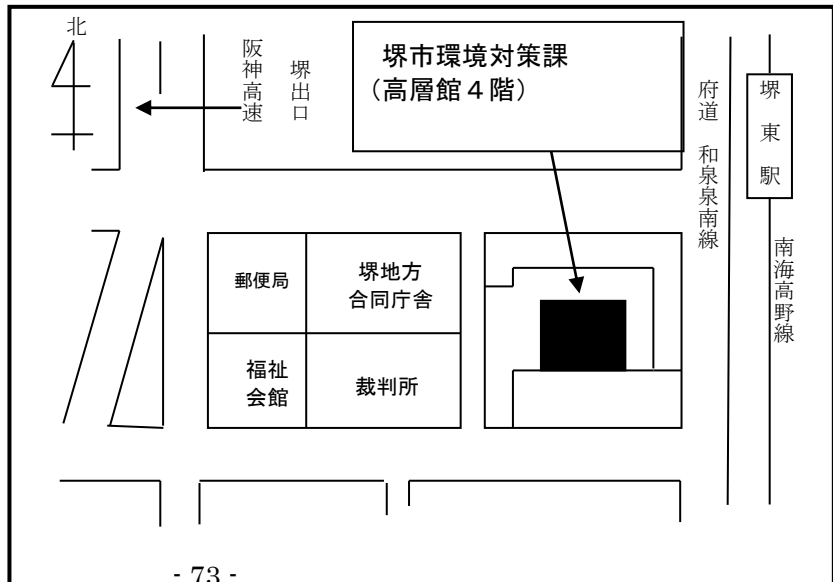 北
阪神高速
堺出口
堺市環境対策課
(高層館４階)
府道 和泉泉南線
堺東駅
南海高野線
郵便局
堺地方
合同庁舎
福祉
会館
裁判所
- 73 -